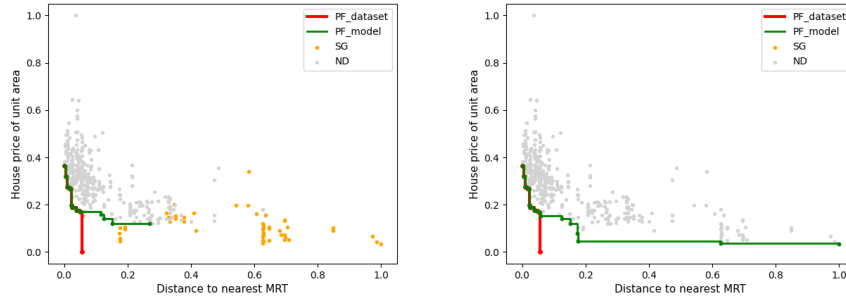 1.0
0.8
0.6
0.4
0.2
0.0
House price of unit area
0.0 0.2 0.4 0.6 0.8 1.0
Distance to nearest MRT
PF_dataset
PF_model
SG
ND
1.0
0.8
0.6
0.4
0.2
0.0
House price of unit area
0.0 0.2 0.4 0.6 0.8 1.0
Distance to nearest MRT
PF_dataset
PF_model
SG
ND